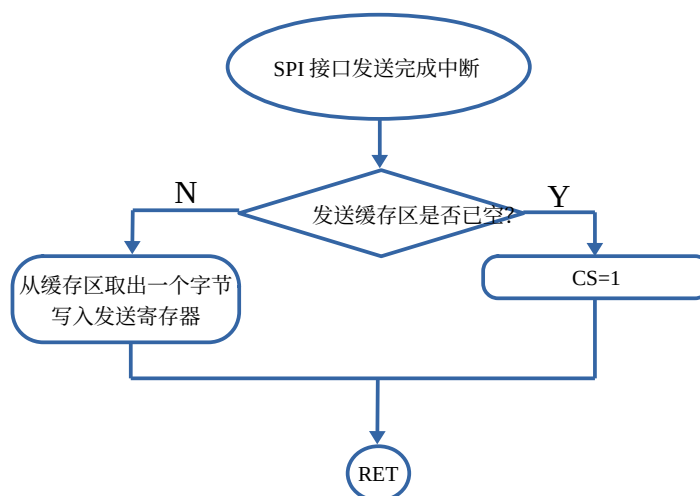 SPI 接口发送完成中断
N
Y
发送缓存区是否已空？
从缓存区取出一个字节
写入发送寄存器
CS=1
RET